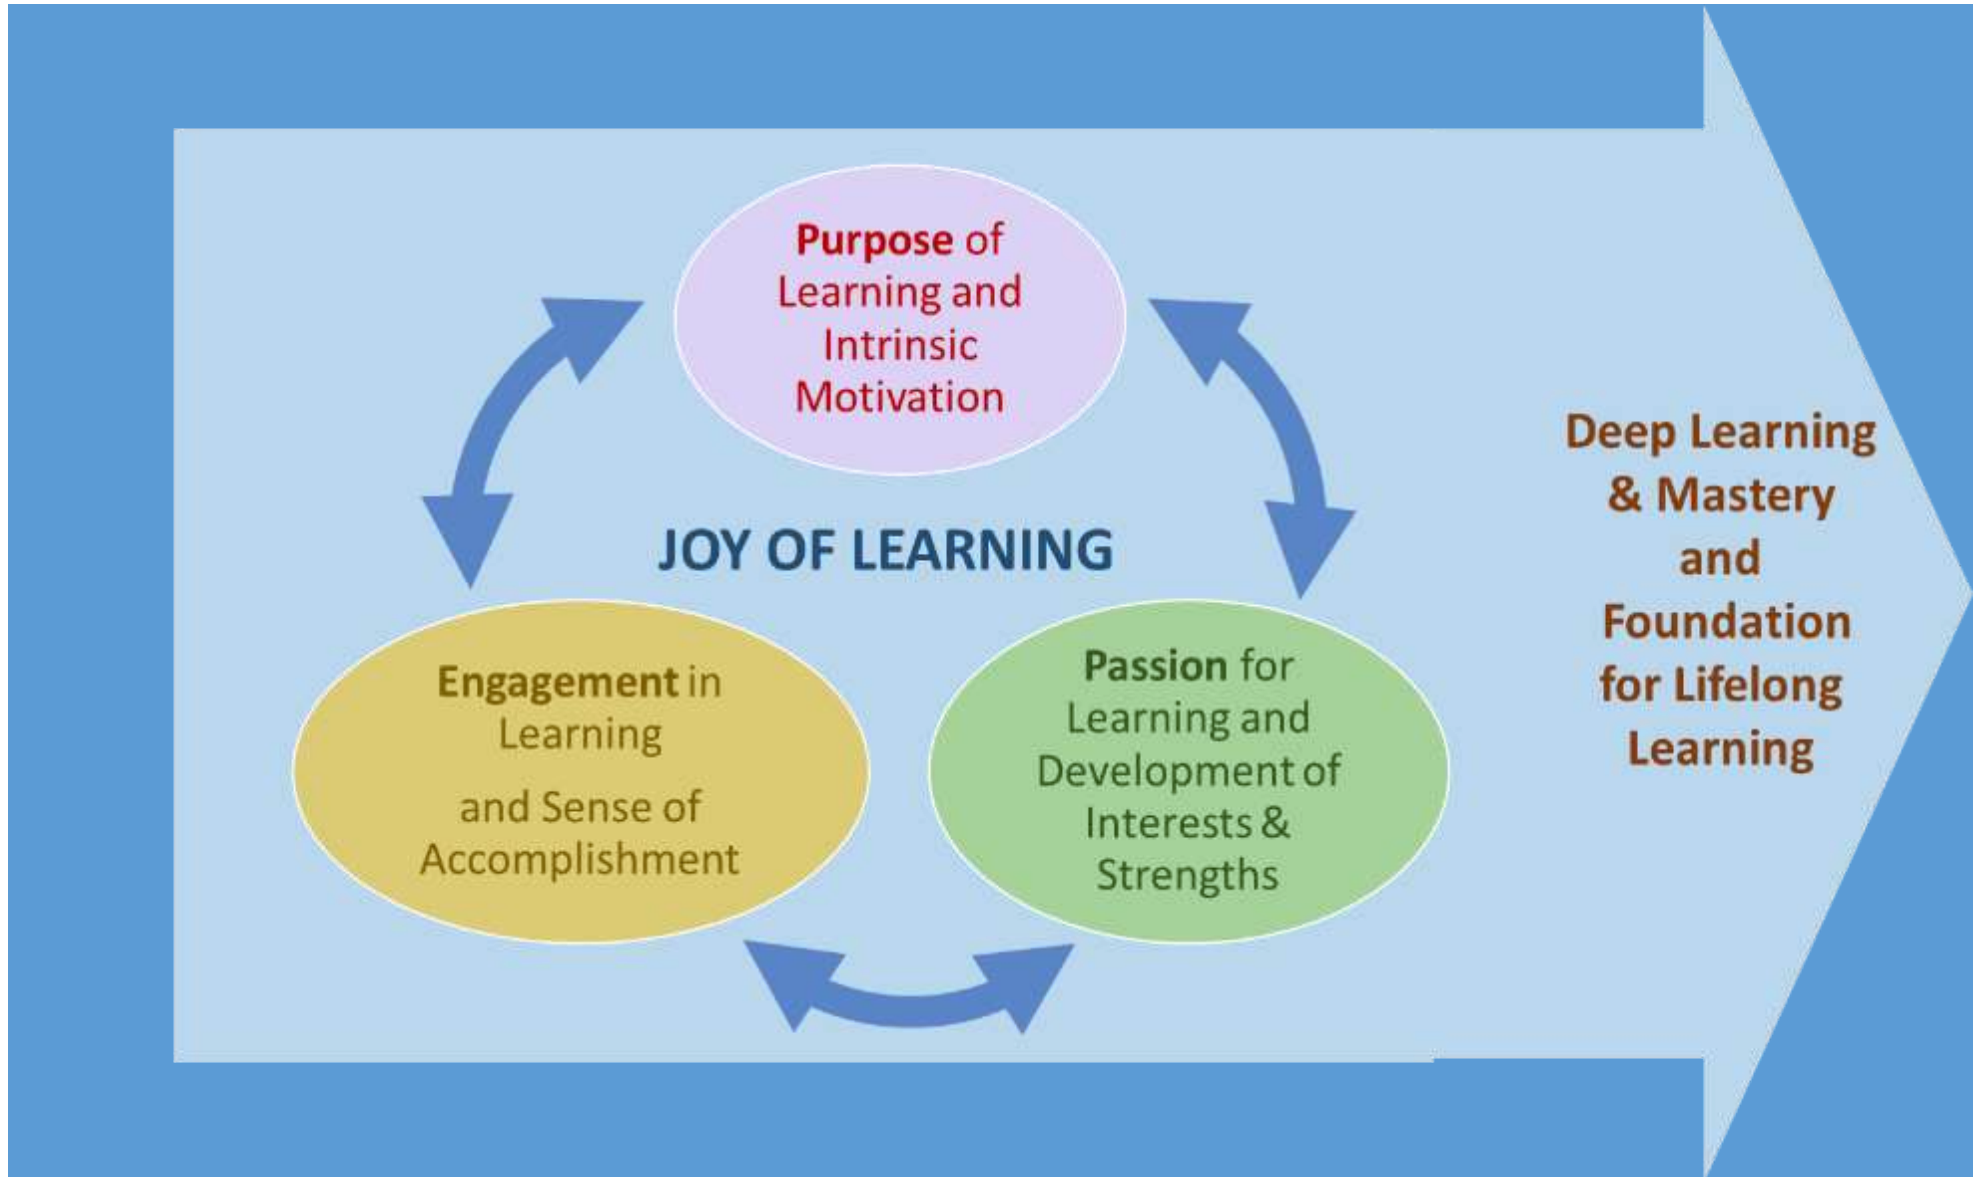 Purpose of
Learning and
Intrinsic
Motivation
JOY OF LEARNING
Engagement in
Learning
and Sense of
Accomplishment
Passion for
Learning and
Development of
Interests &
Strengths
Deep Learning
& Mastery
and
Foundation
for Lifelong
Learning